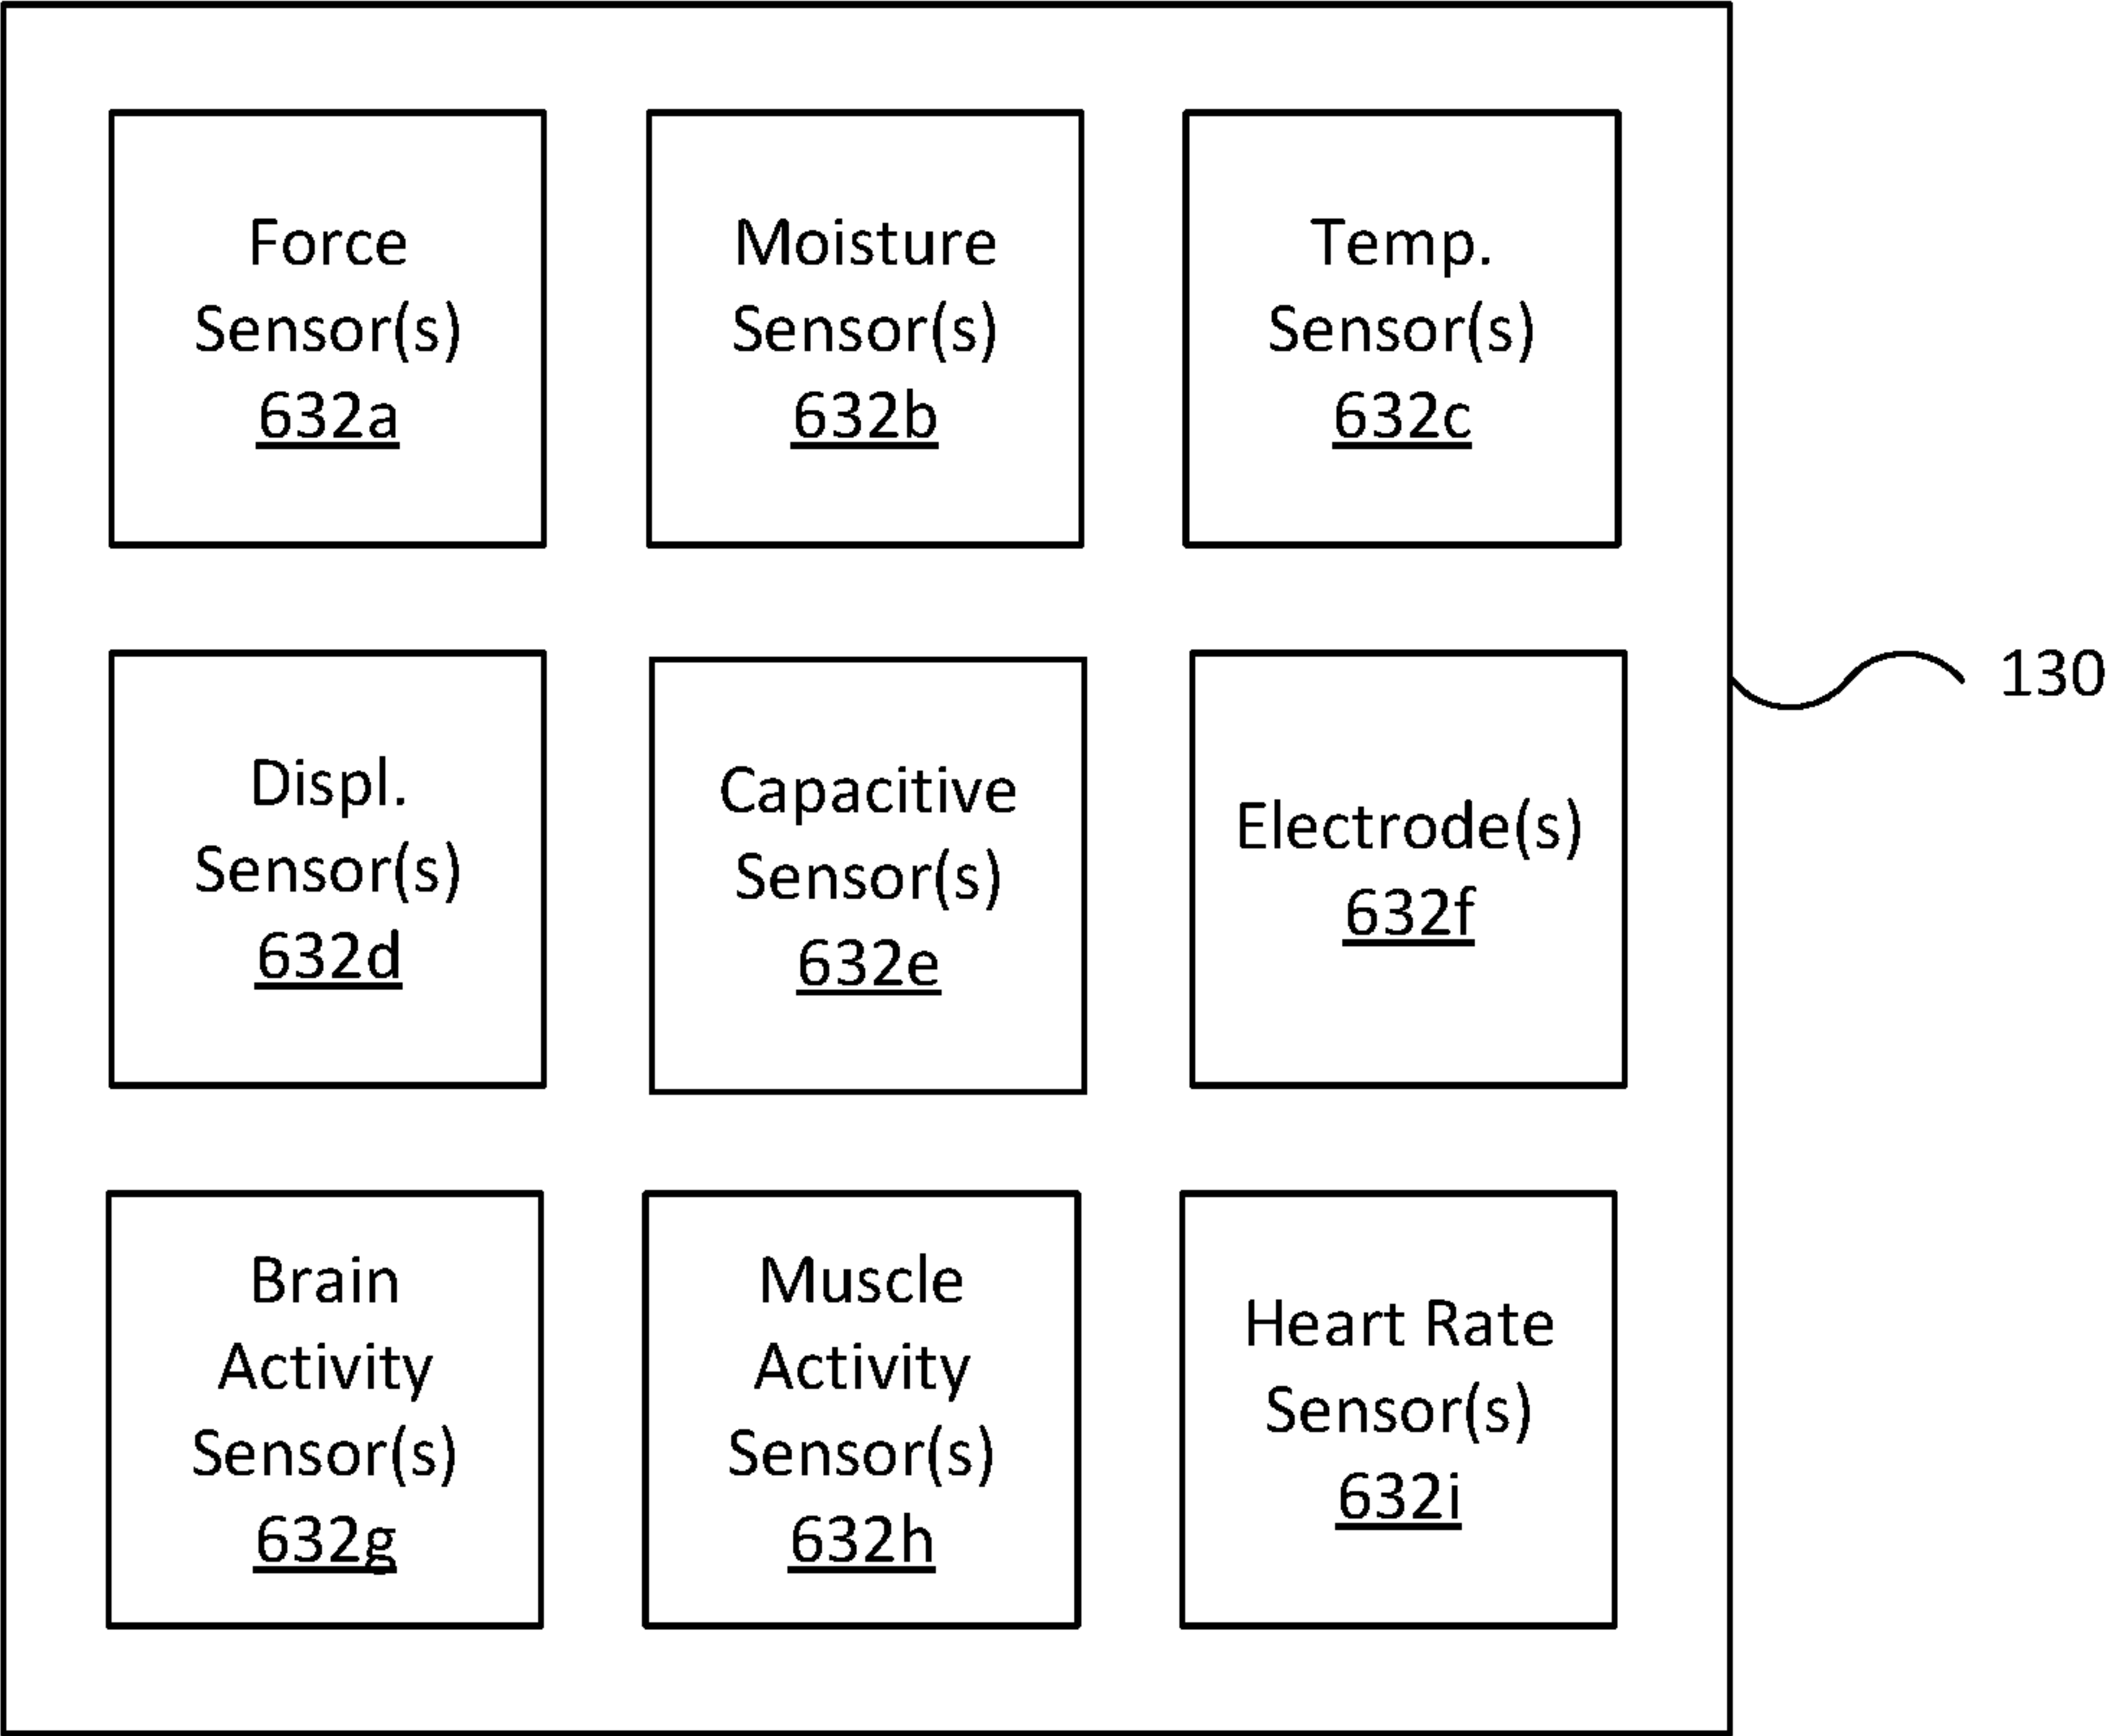 Force
Sensor(s)
632a
Moisture
Sensor(s)
632b
Temp.
Sensor(s)
632c
Displ.
Sensor(s)
632d
Capacitive
Sensor(s)
632e
Electrode(s)
632f
130
Brain
Activity
Sensor(s)
632g
Muscle
Activity
Sensor(s)
632h
Heart Rate
Sensor(s)
632i